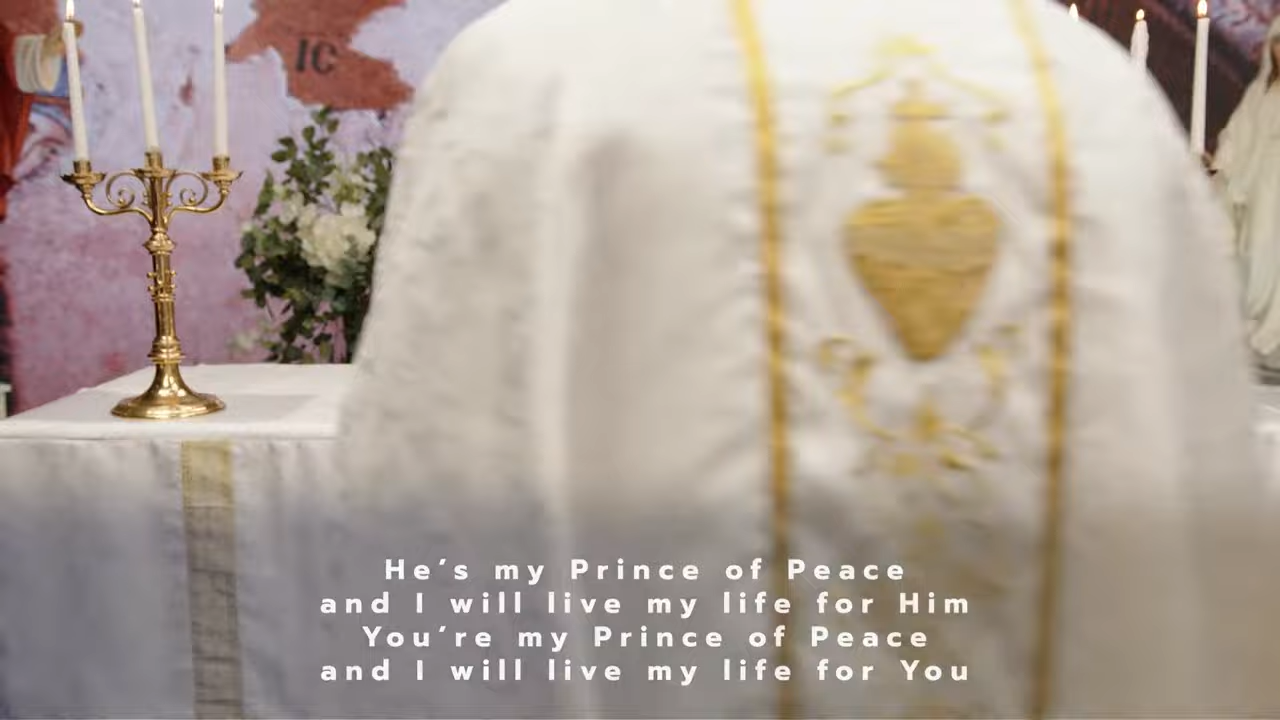 IC
He's my Prince of Peace
and I will live my life for Him
You're my Prince of Peace
and I will live my life for You